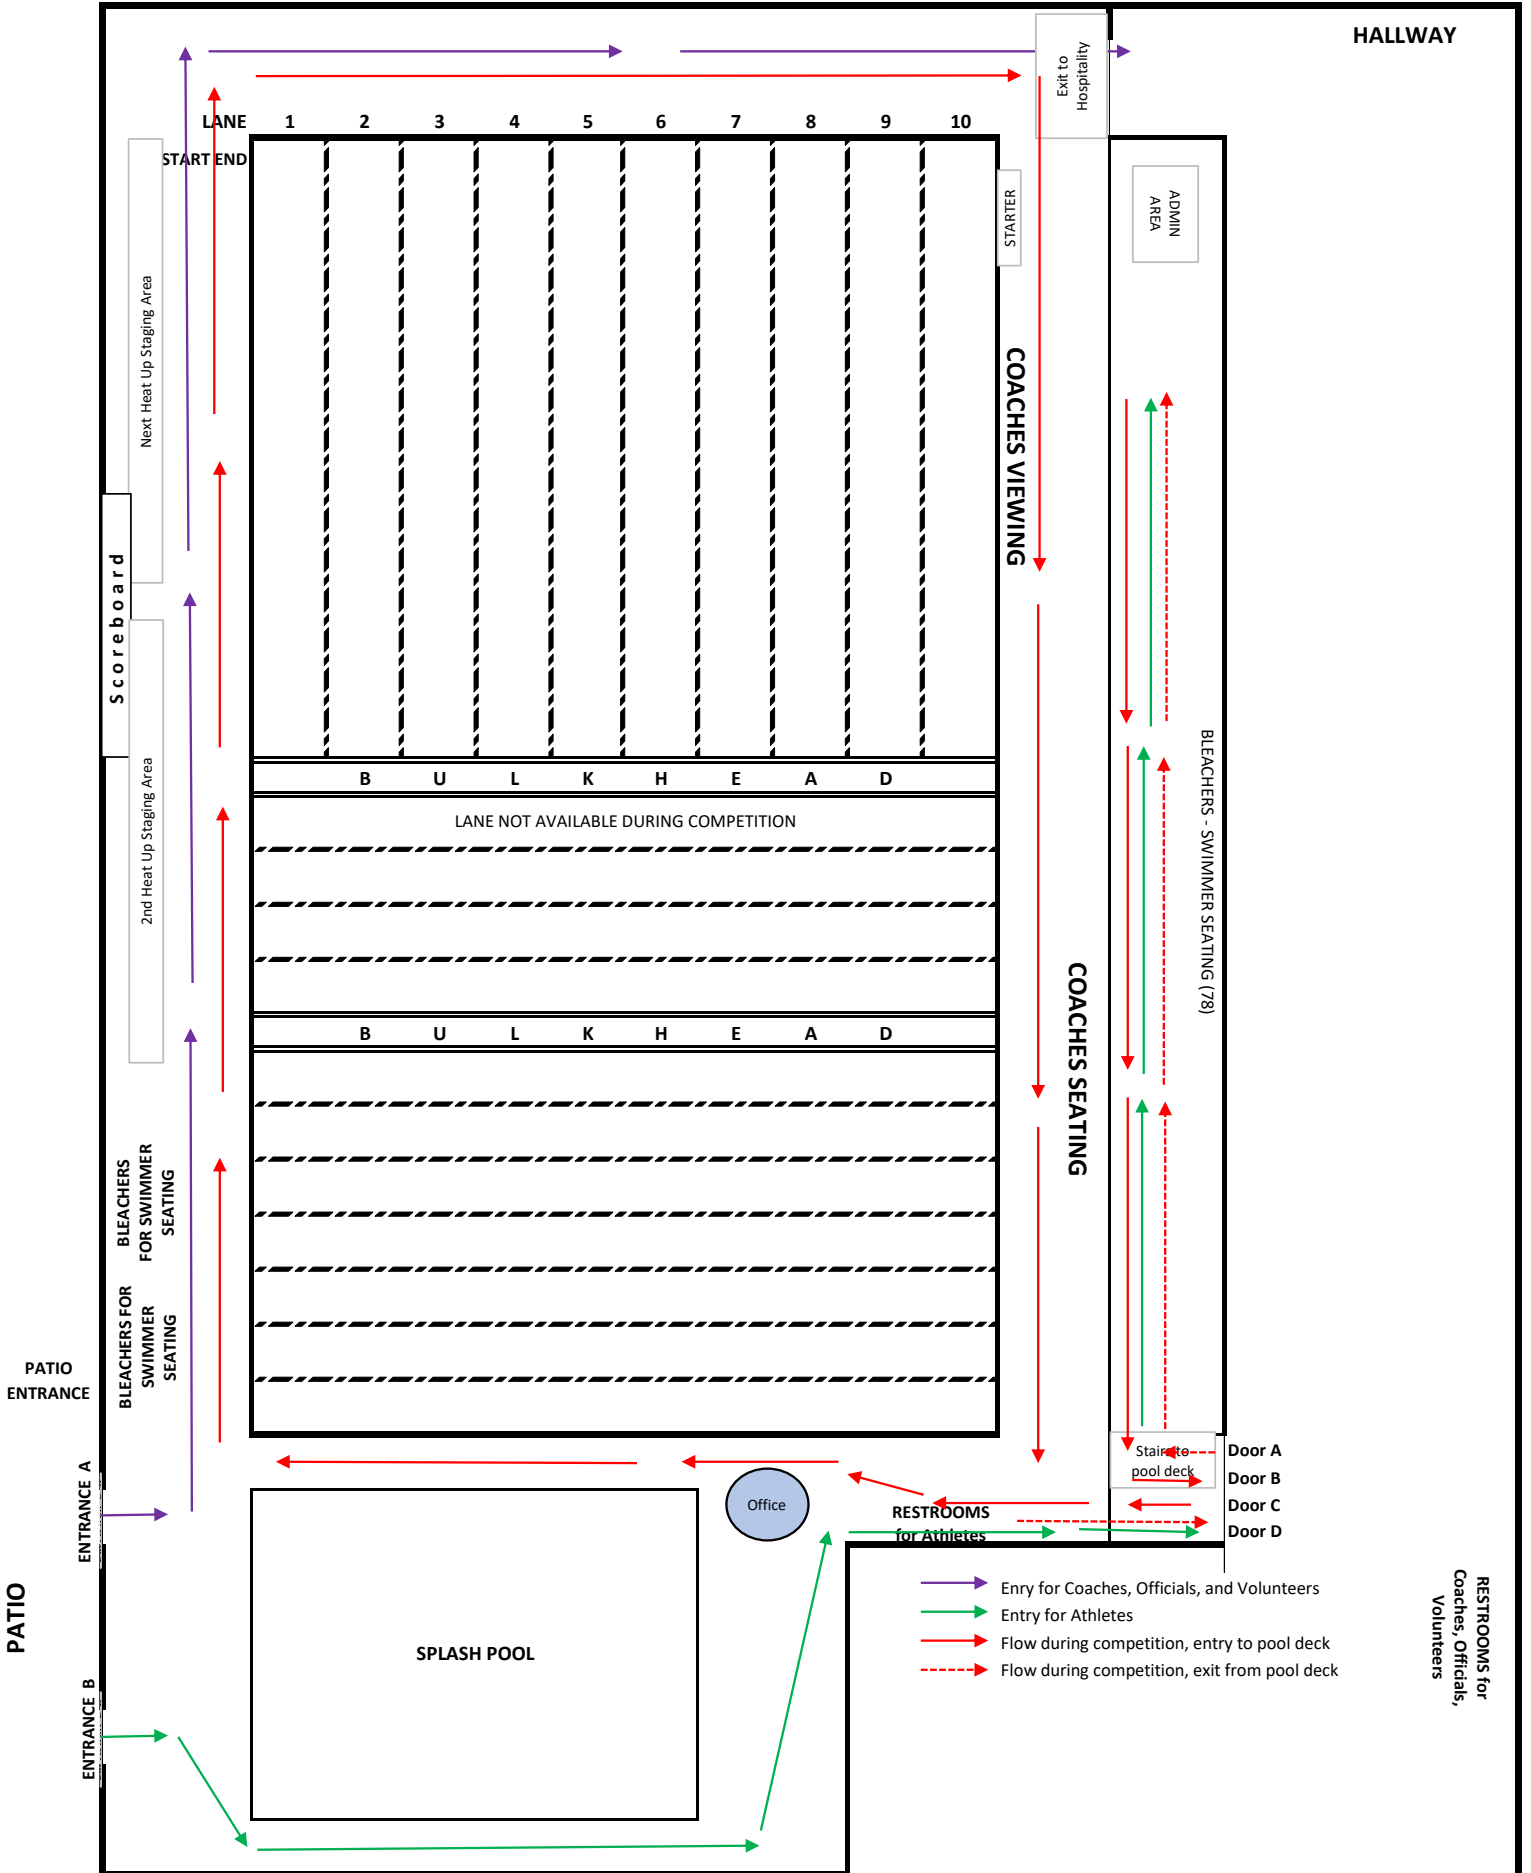 HALLWAY
Exit to
Hospitality
LANE 1 2 3 4 5 6 7 8 9 10
START END
STARTER
ADMIN
AREA
Next Heat Up Staging Area
COACHES VIEWING
Scoreboard
2nd Heat Up Staging Area
BLEACHERS - SWIMMER SEATING (78)
B U L K H E A D
LANE NOT AVAILABLE DURING COMPETITION
COACHES SEATING
B U L K H E A D
BLEACHERS
FOR SWIMMER
SEATING
BLEACHERS FOR
SWIMMER
SEATING
PATIO
ENTRANCE
ENTRANCE A
Stairs to
pool deck
Door A
Door B
Door C
Door D
Office
RESTROOMS
for Athletes
PATIO
ENTRANCE B
SPLASH POOL
Enry for Coaches, Officials, and Volunteers
Entry for Athletes
Flow during competition, entry to pool deck
Flow during competition, exit from pool deck
RESTROOMS for
Coaches, Officials,
Volunteers